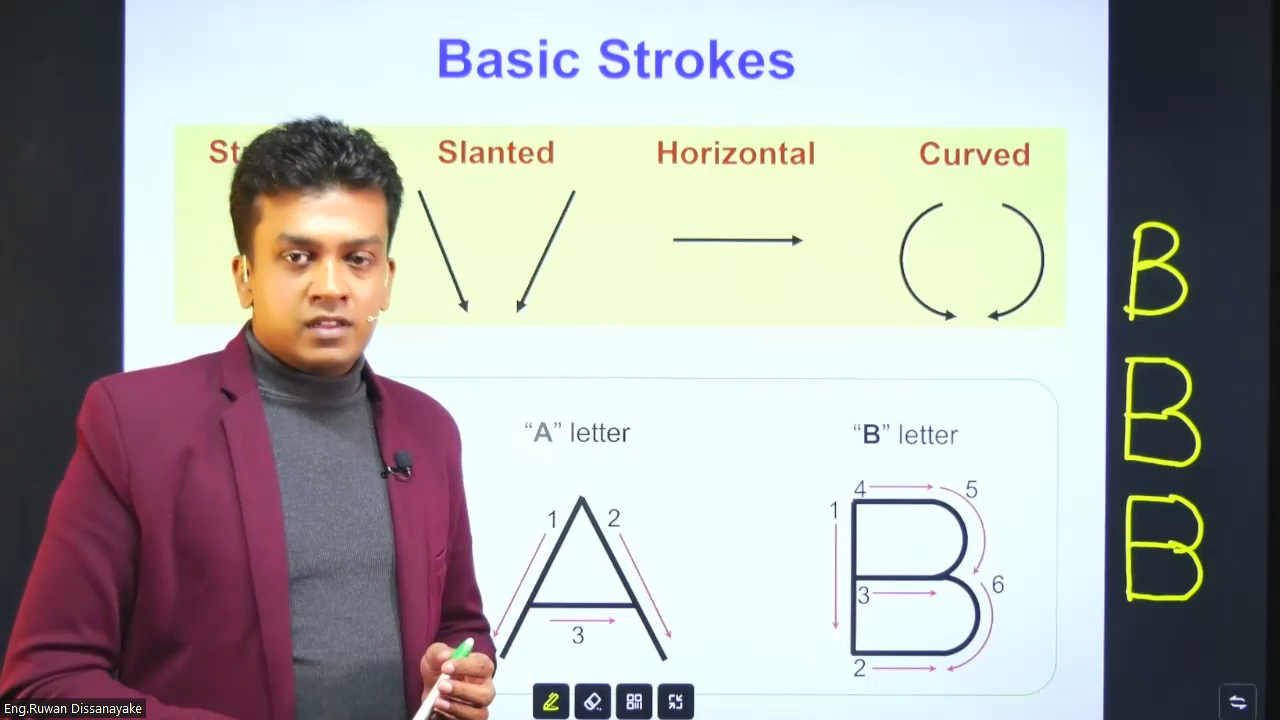 Basic Strokes
Slanted Horizontal Curved
“A” letter “B” letter
1 2 3
4 5
1
3 6
2
B
B
B
Eng.Ruwan Dissanayake